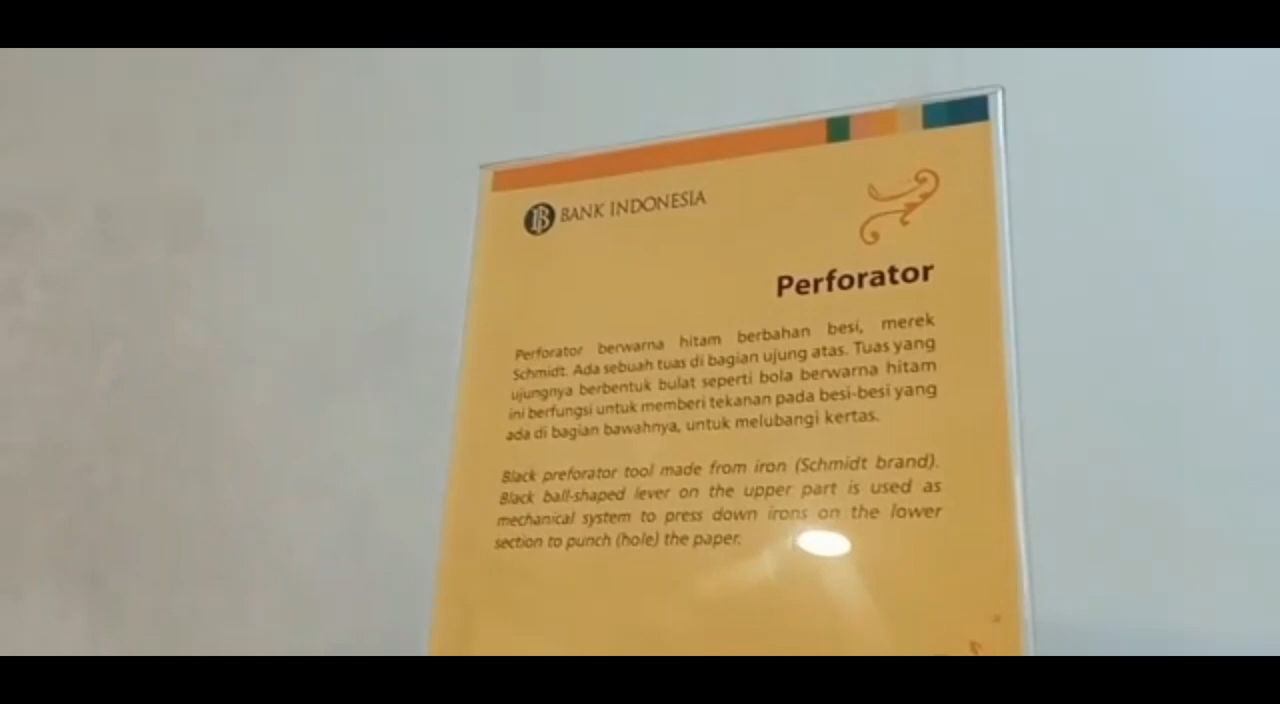 BANK INDONESIA
Perforator
Perforator berwarna hitam berbahan besi, merek
Schmidt. Ada sebuah tuas di bagian ujung atas. Tuas yang
ujungnya berbentuk bulat seperti bola berwarna hitam
ini berfungsi untuk memberi tekanan pada besi-besi yang
ada di bagian bawahnya, untuk melubangi kertas.
Black preforator tool made from iron (Schmidt brand).
Black ball-shaped lever on the upper part is used as
mechanical system to press down irons on the lower
section to punch (hole) the paper.